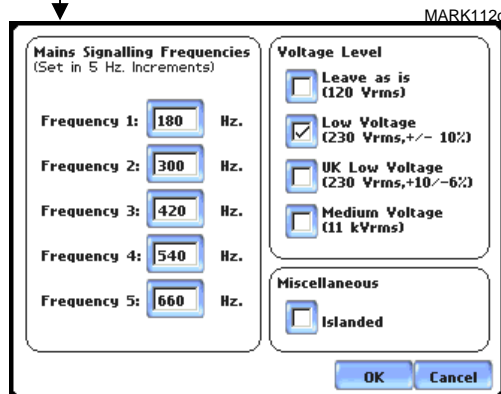 MARK112
Mains Signalling Frequencies
(Set in 5 Hz. Increments)
Frequency 1: 180 Hz.
Frequency 2: 300 Hz.
Frequency 3: 420 Hz.
Frequency 4: 540 Hz.
Frequency 5: 660 Hz.
Voltage Level
Leave as is
(120 Vrms)
Low Voltage
(230 Vrms,+/- 10%)
UK Low Voltage
(230 Vrms,+10/-6%)
Medium Voltage
(11 kVrms)
Miscellaneous
Islanded
OK Cancel